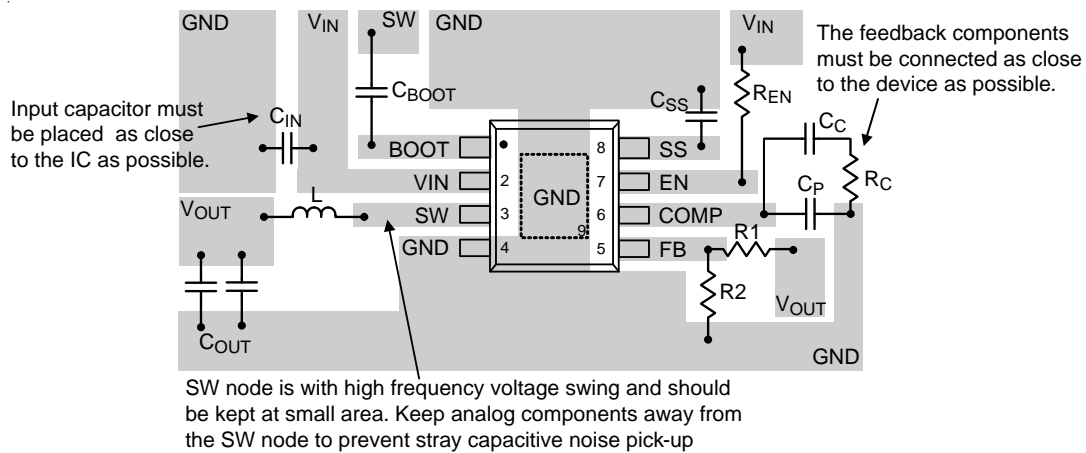 GND
VIN
SW
GND
VIN
The feedback components
must be connected as close
to the device as possible.
Input capacitor must
be placed as close
to the IC as possible.
CIN
CBOOT
CSS
REN
CC
RC
CP
BOOT
VIN
SW
GND
2
3
4
GND
9
8
7
6
5
SS
EN
COMP
FB
L
VOUT
COUT
R1
R2
VOUT
GND
SW node is with high frequency voltage swing and should
be kept at small area. Keep analog components away from
the SW node to prevent stray capacitive noise pick-up